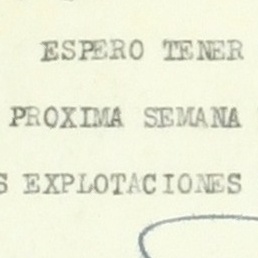 ESPERO TENER
PROXIMA SEMANA
S EXPLOTACIONES